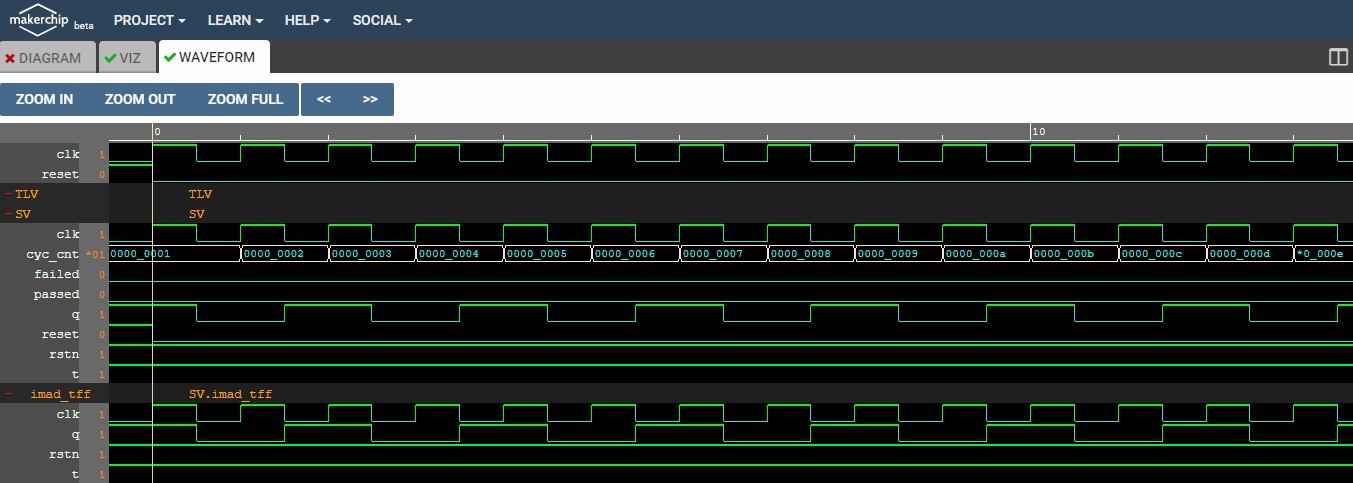 makerchip beta PROJECT LEARN HELP SOCIAL
DIAGRAM VIZ WAVEFORM
ZOOM IN ZOOM OUT ZOOM FULL << >>
0 10
clk 1
reset 0
TLV TLV
SV SV
clk 1
cyc_cnt *01 0000_0001 0000_0002 0000_0003 0000_0004 0000_0005 0000_0006 0000_0007 0000_0008 0000_0009 0000_000a 0000_000b 0000_000c 0000_000d *0_000e
failed 0
passed 0
q 1
reset 0
rstn 1
t 1
imad_tff SV.imad_tff
clk 1
q 1
rstn 1
t 1